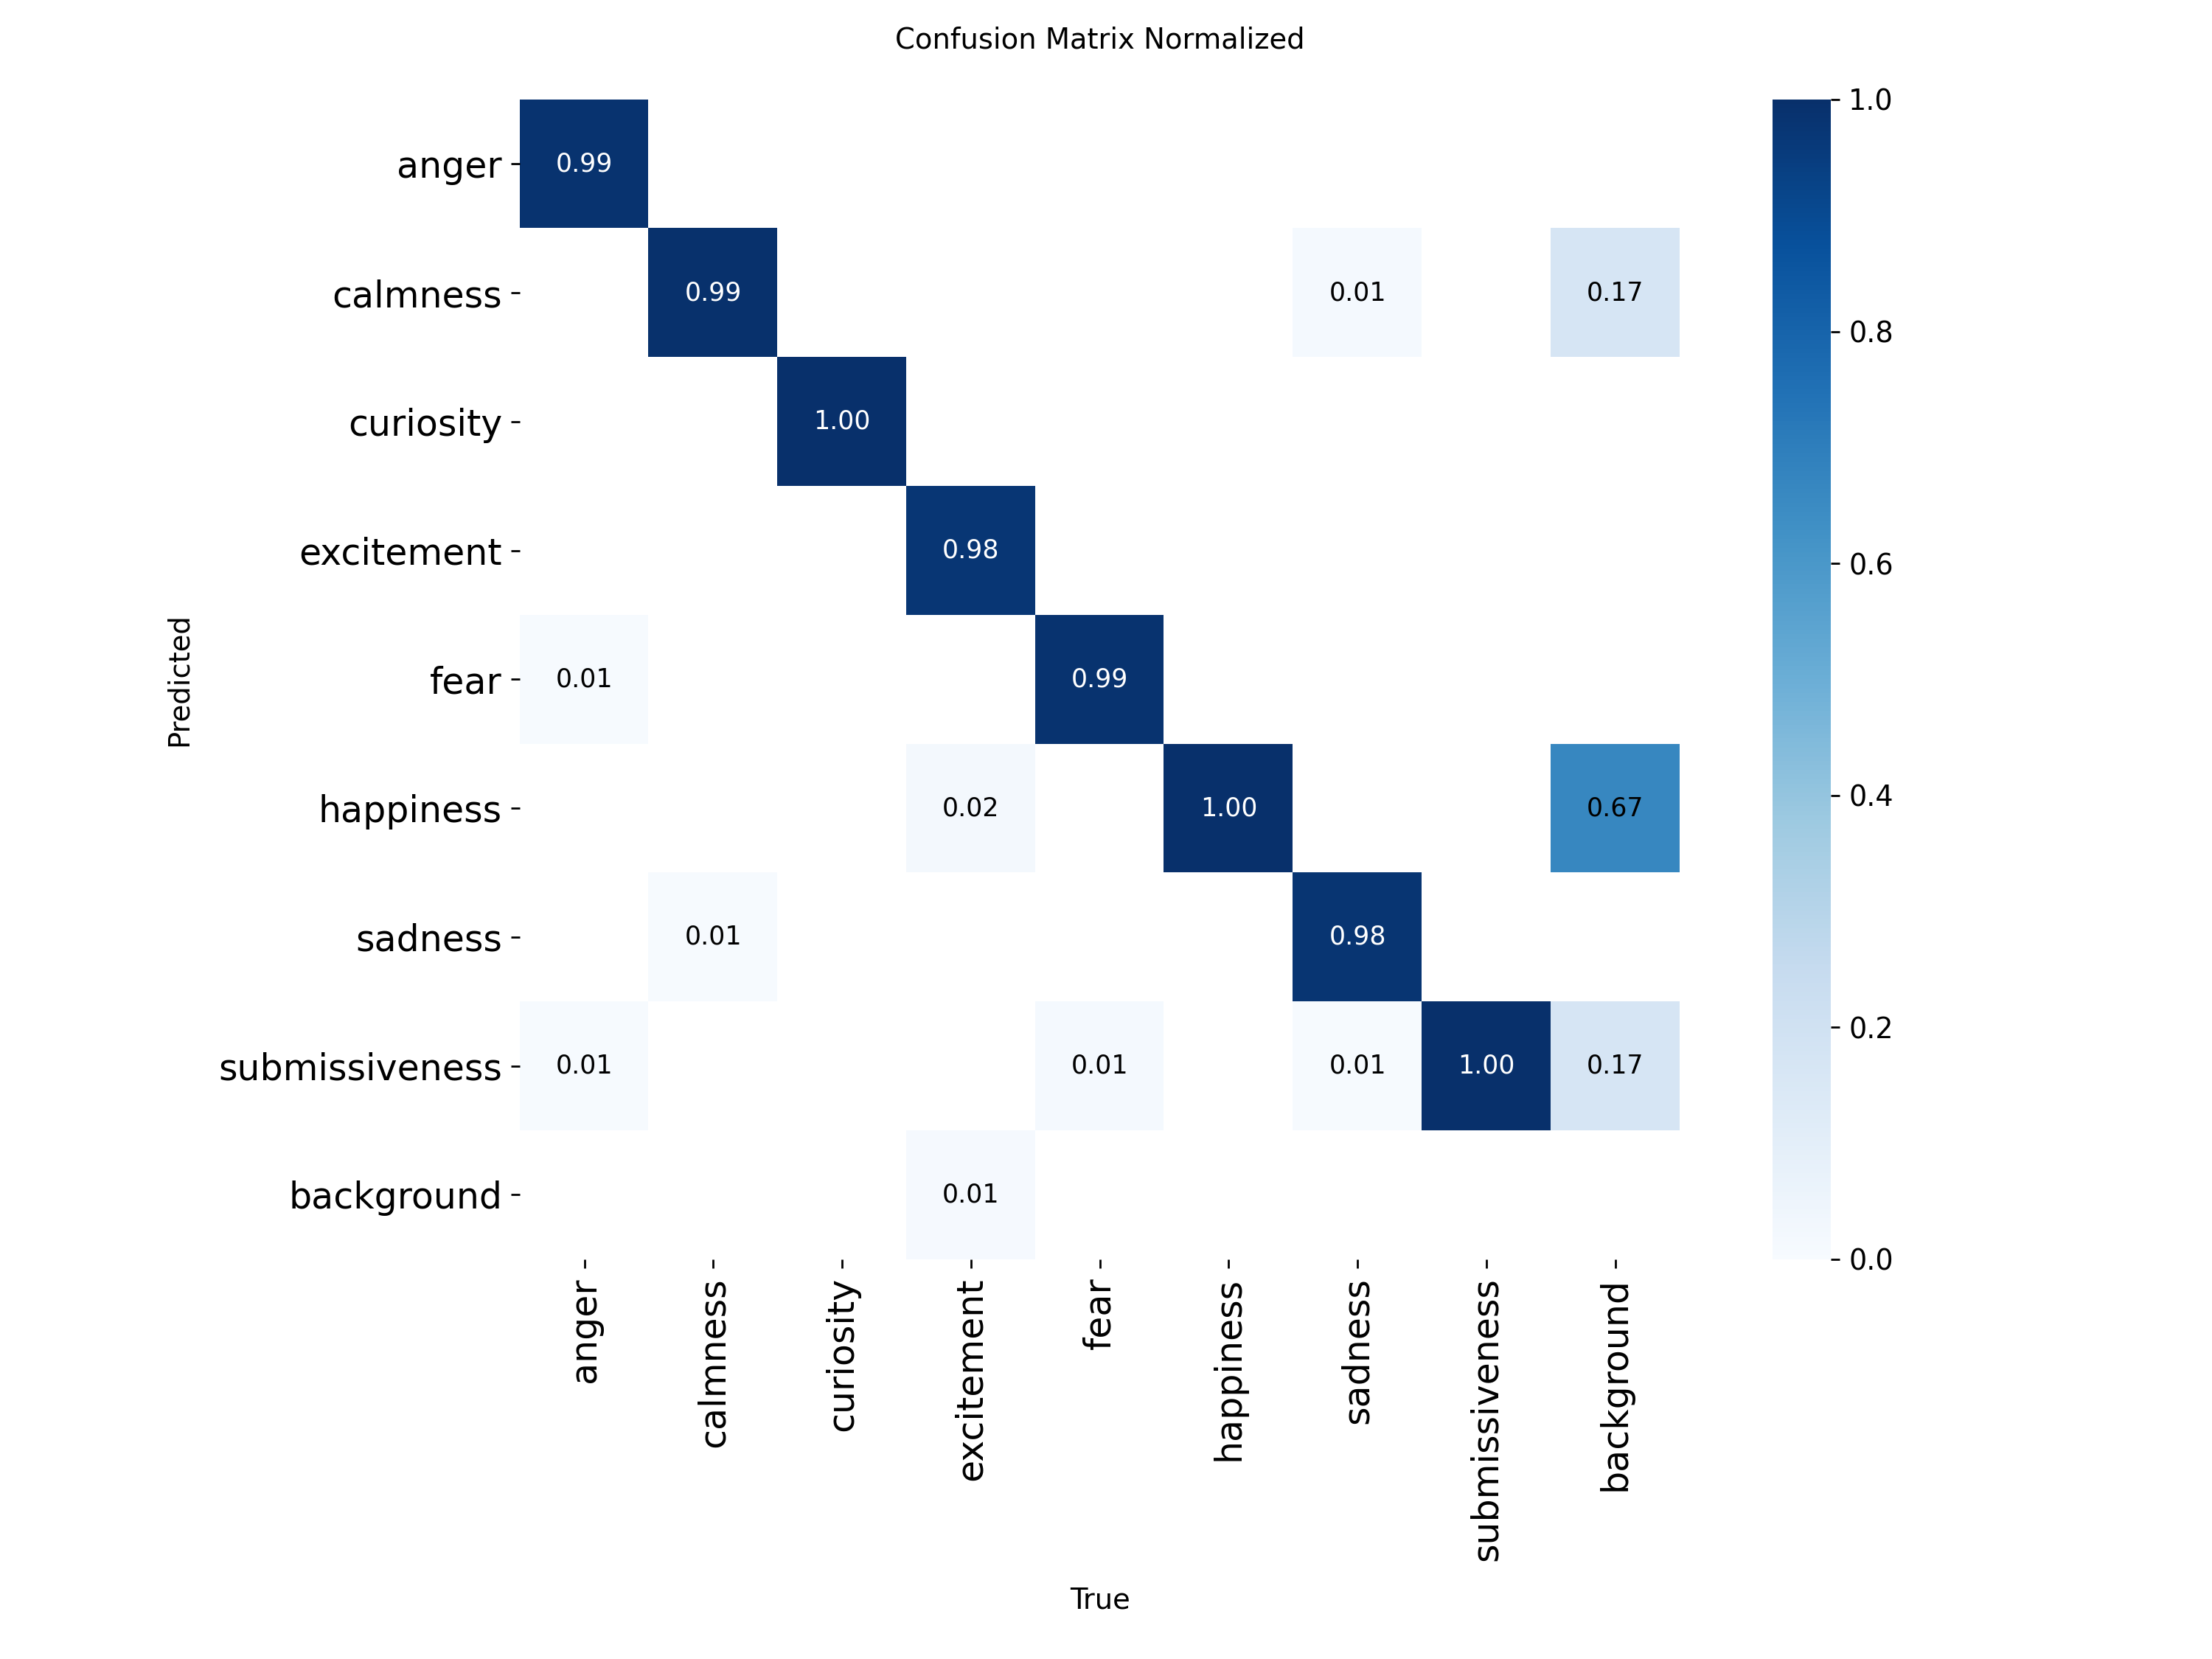 Confusion Matrix Normalized
anger 0.99
calmness 0.99 0.01 0.17
curiosity 1.00
excitement 0.98
fear 0.01 0.99
happiness 0.02 1.00 0.67
sadness 0.01 0.98
submissiveness 0.01 0.01 0.01 1.00 0.17
background 0.01
Predicted
anger
calmness
curiosity
excitement
fear
happiness
sadness
submissiveness
background
True
1.0
0.8
0.6
0.4
0.2
0.0